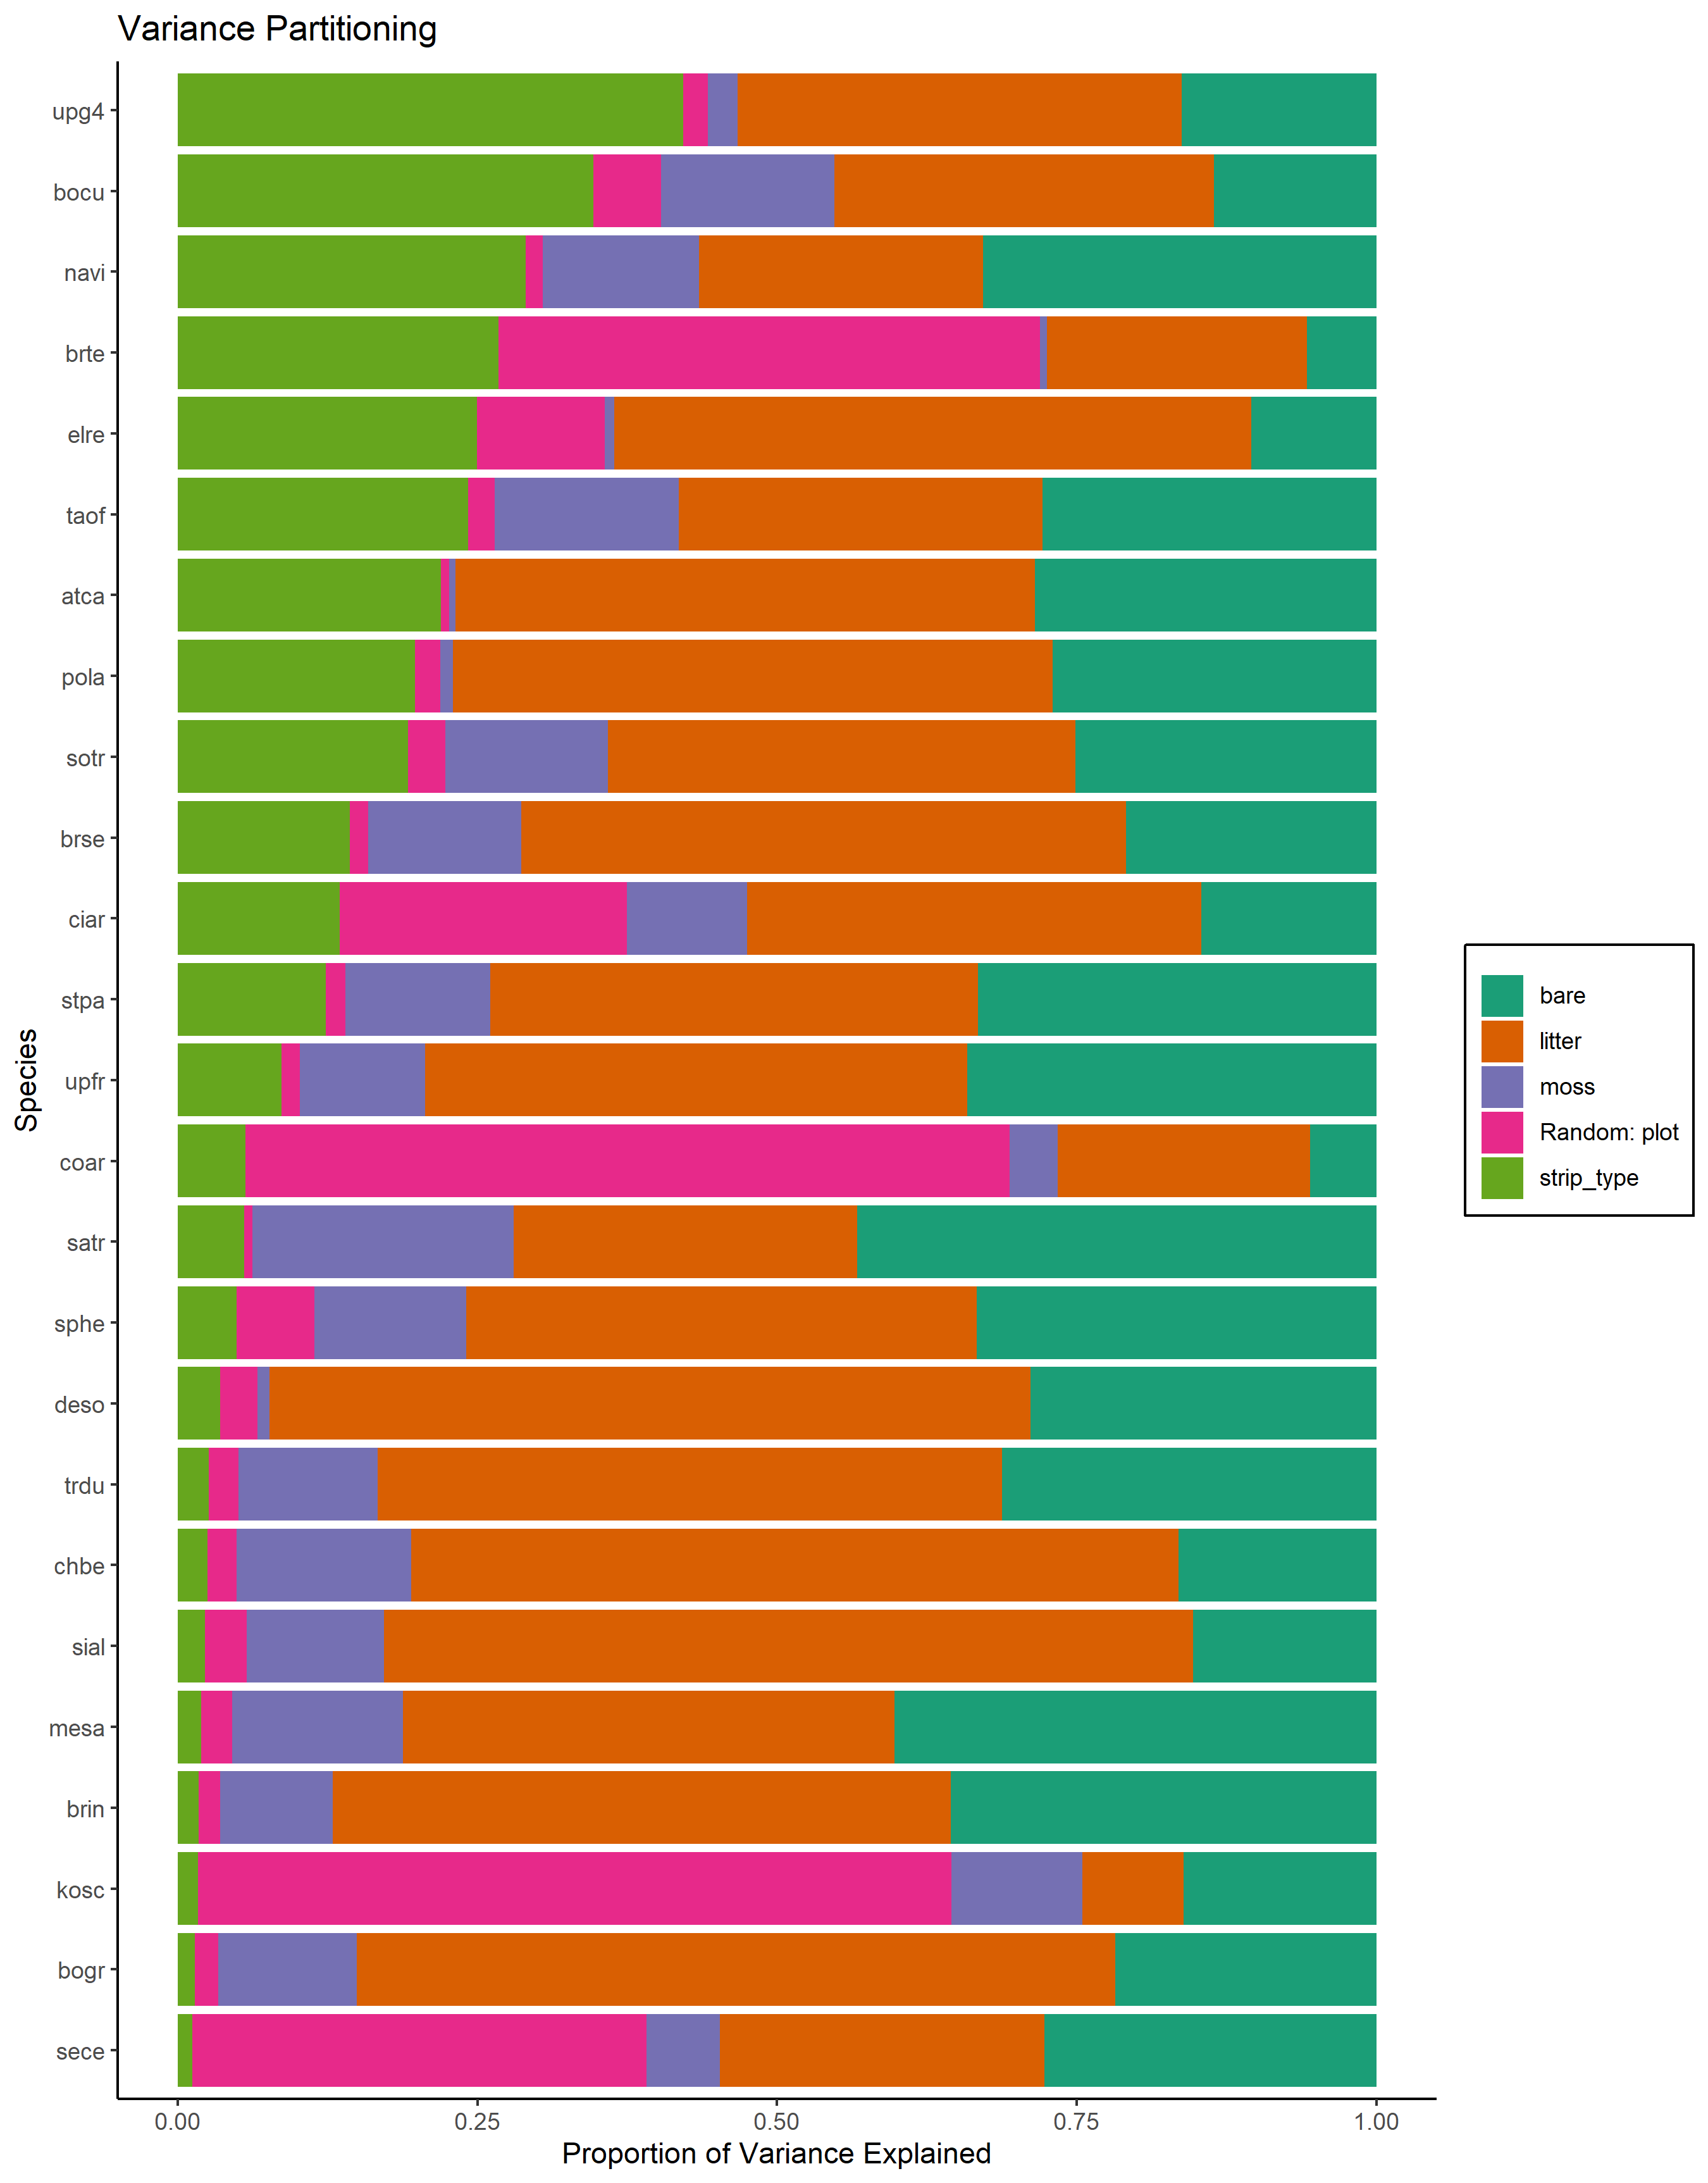 Variance Partitioning
upg4
bocu
navi
brte
elre
taof
atca
pola
sotr
brse
ciar
stpa
upfr
coar
satr
sphe
deso
trdu
chbe
sial
mesa
brin
kosc
bogr
sece
Species
0.00 0.25 0.50 0.75 1.00
Proportion of Variance Explained
bare
litter
moss
Random: plot
strip_type